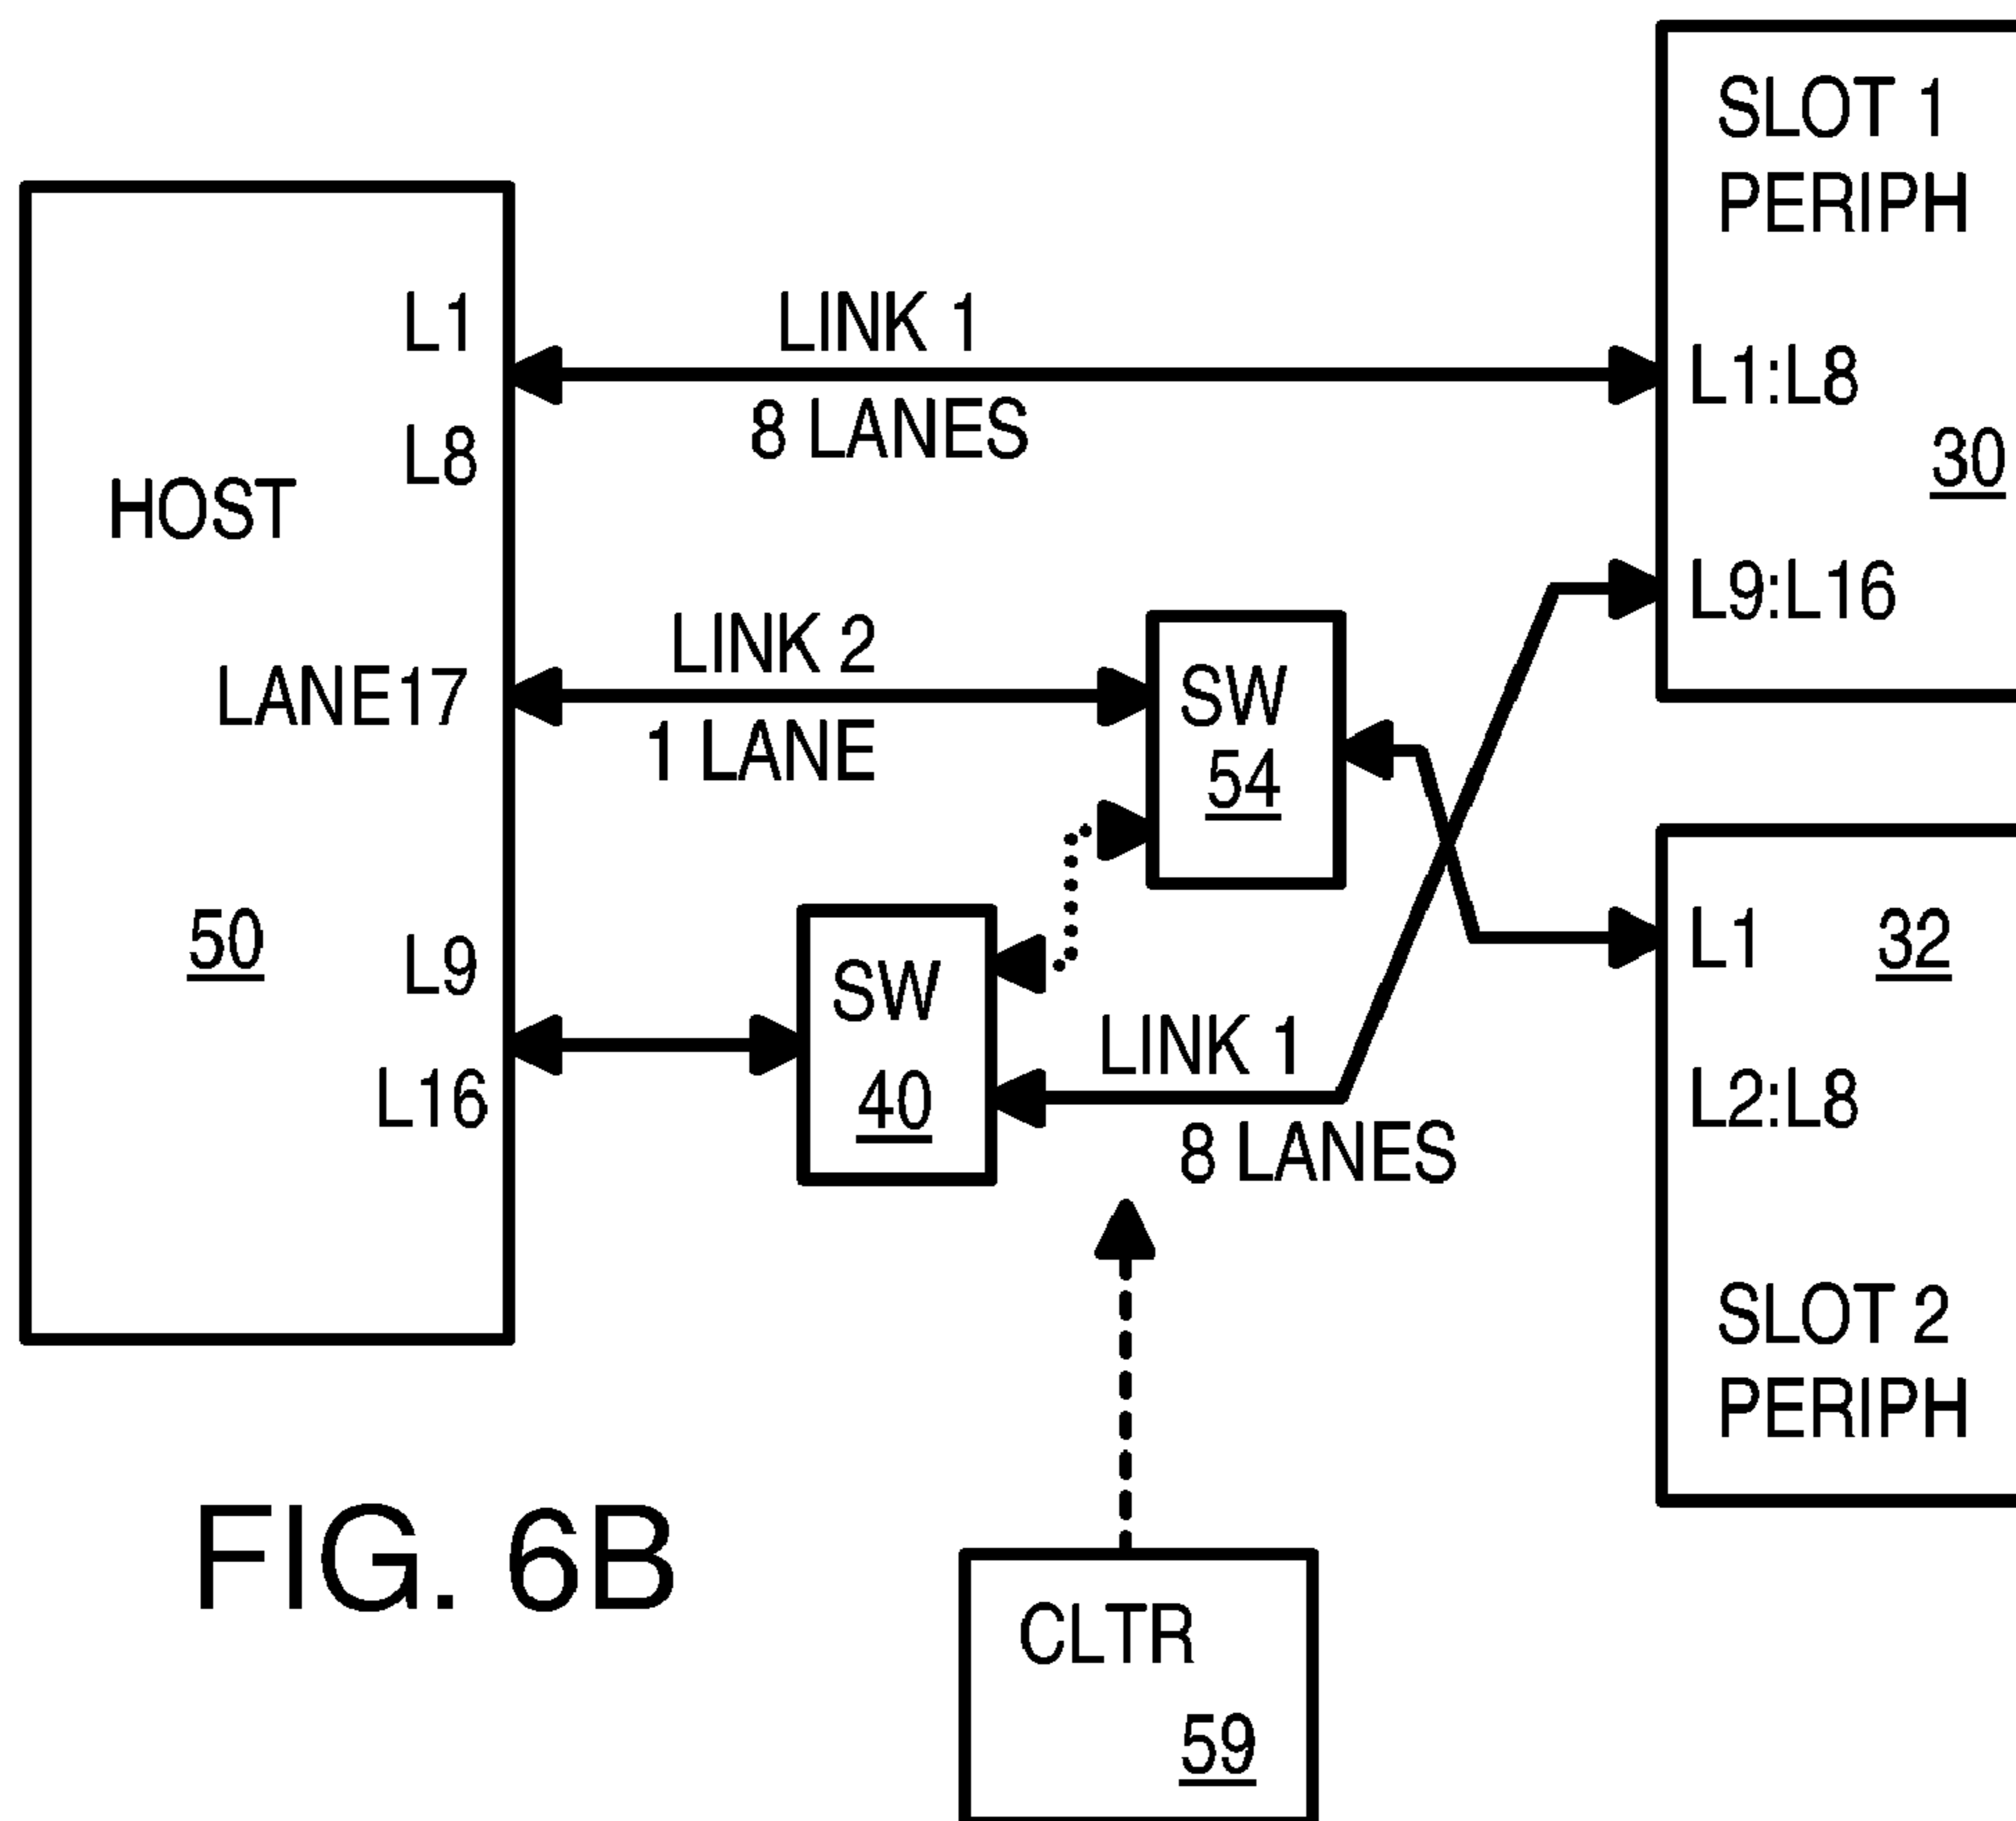 SLOT 1
PERIPH
L1
LINK 1
L1:L8
8 LANES
L8
30
HOST
L9:L16
LINK 2
LANE17
SW
1 LANE
54
50
L9
SW
L1
32
LINK 1
L16
40
L2:L8
8 LANES
SLOT 2
PERIPH
FIG. 6B
CLTR
59